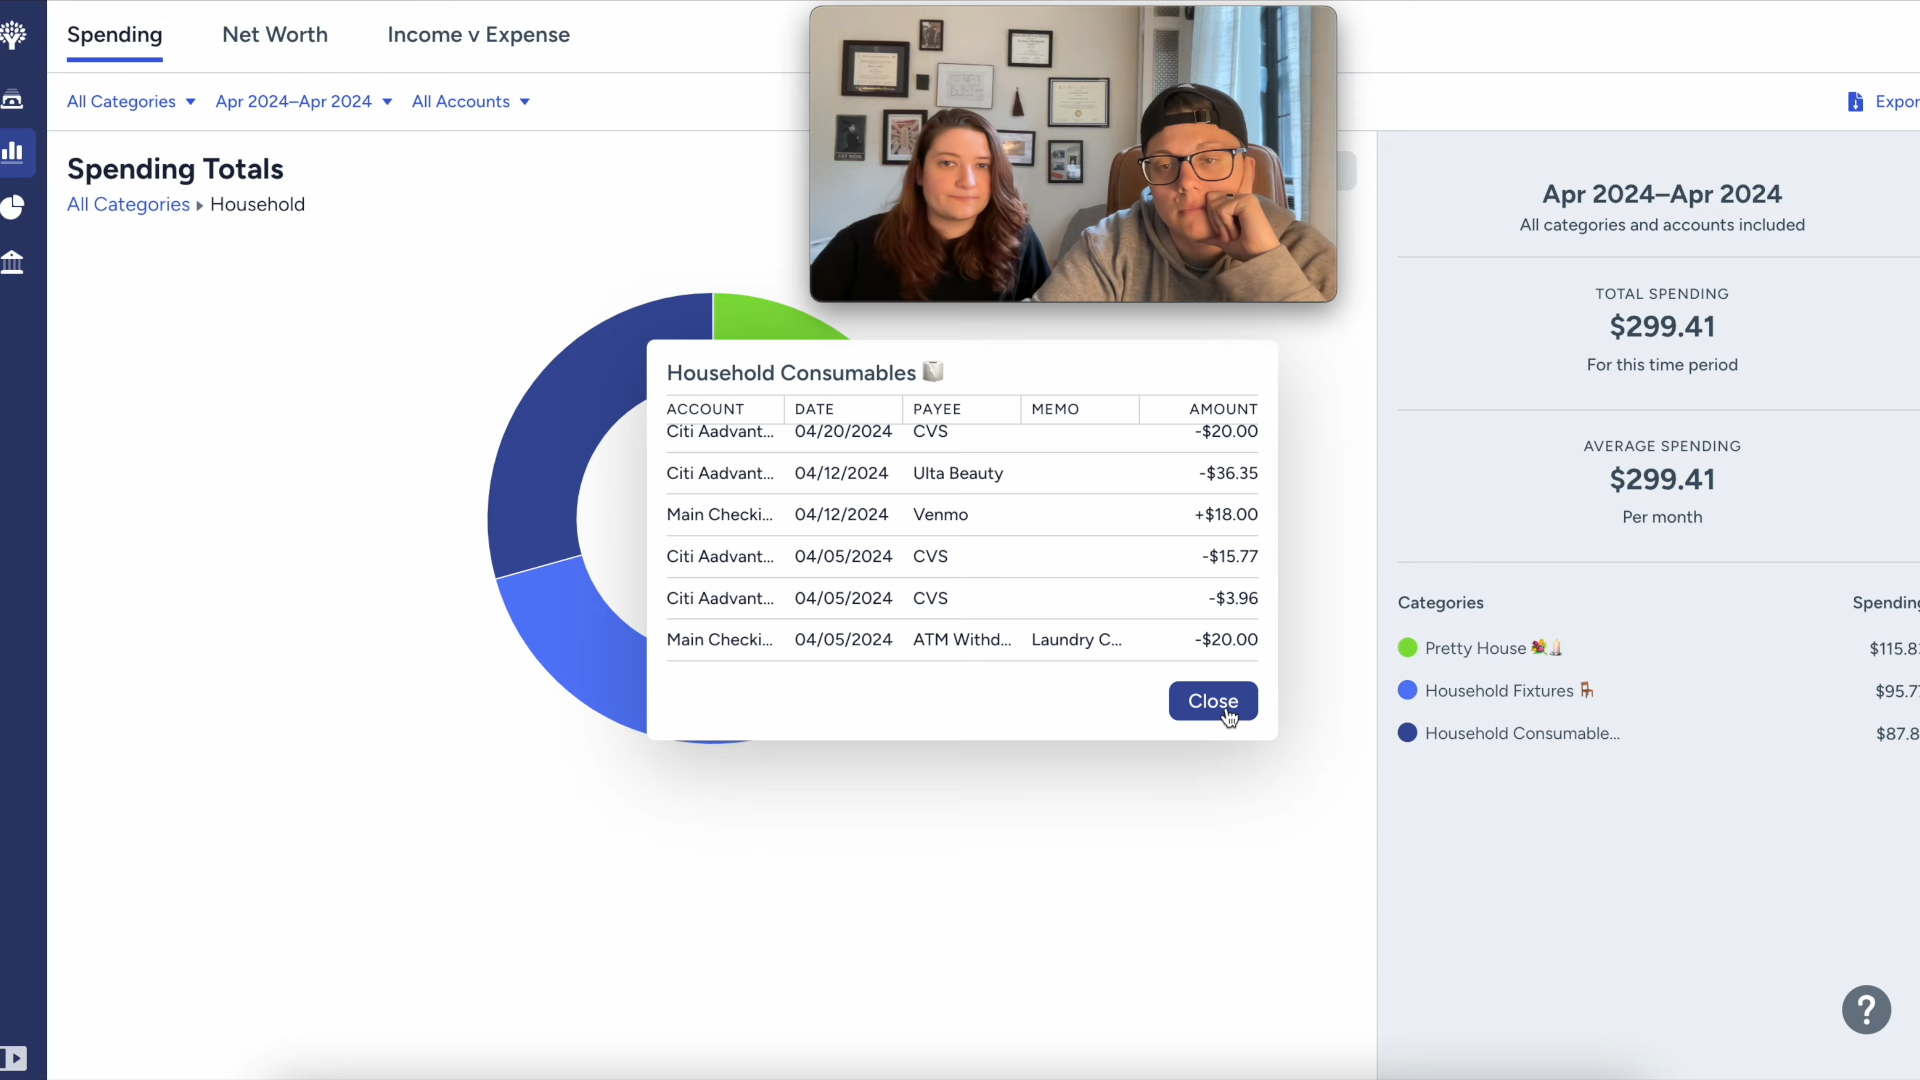 Spending Net Worth Income v Expense
All Categories Apr 2024–Apr 2024 All Accounts
Expor
Spending Totals
All Categories ▸ Household
Household Consumables
ACCOUNT DATE PAYEE MEMO AMOUNT
Citi Aadvant... 04/20/2024 CVS -$20.00
Citi Aadvant... 04/12/2024 Ulta Beauty -$36.35
Main Checki... 04/12/2024 Venmo +$18.00
Citi Aadvant... 04/05/2024 CVS -$15.77
Citi Aadvant... 04/05/2024 CVS -$3.96
Main Checki... 04/05/2024 ATM Withd... Laundry C... -$20.00
Close
Apr 2024–Apr 2024
All categories and accounts included
TOTAL SPENDING
$299.41
For this time period
AVERAGE SPENDING
$299.41
Per month
Categories Spending
Pretty House $115.8
Household Fixtures $95.7
Household Consumable... $87.8
?